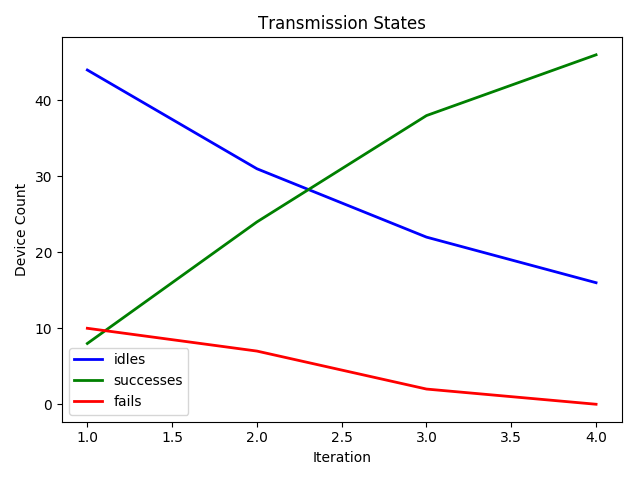 Transmission States
Device Count
40
30
20
10
0
idles
successes
fails
1.0 1.5 2.0 2.5 3.0 3.5 4.0
Iteration